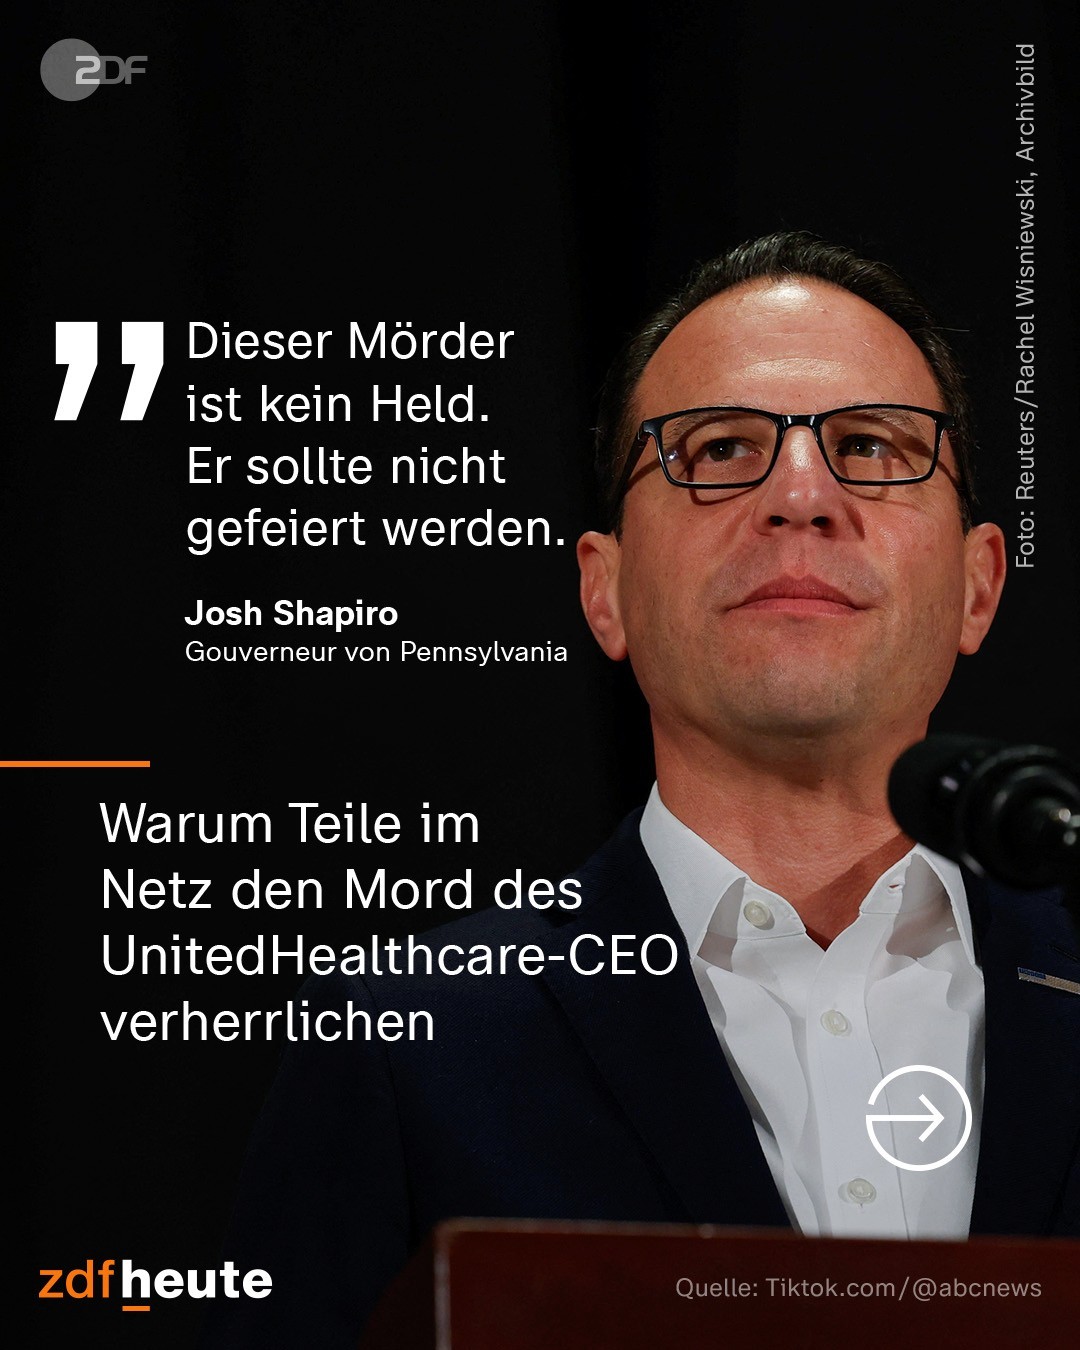 ZDF
Foto: Reuters/Rachel Wisniewski, Archivbild
” Dieser Mörder
ist kein Held.
Er sollte nicht
gefeiert werden.
Josh Shapiro
Gouverneur von Pennsylvania
Warum Teile im
Netz den Mord des
UnitedHealthcare-CEO
verherrlichen
zdfheute
Quelle: Tiktok.com/@abcnews